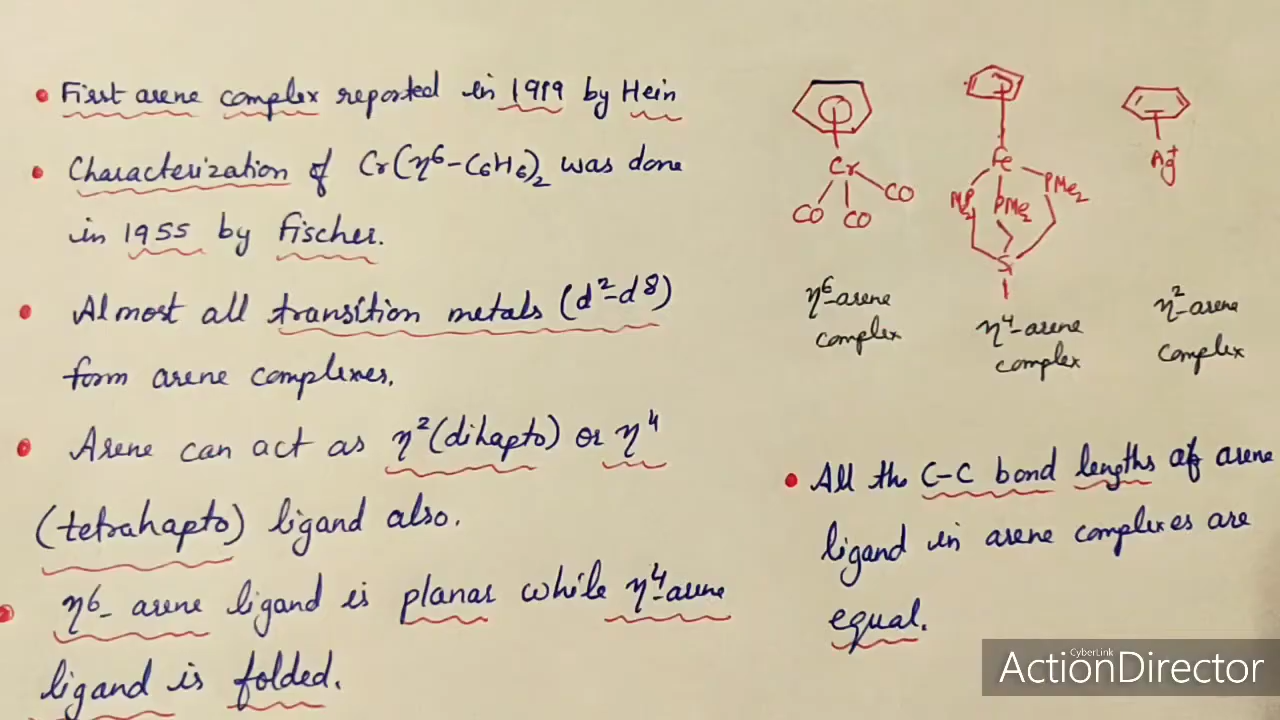 • First arene complex reported in 1919 by Hein
• Characterization of Cr(η⁶-C6H6)₂ was done
in 1955 by Fischer.
• Almost all transition metals (d²-d⁸)
form arene complexes.
• Arene can act as η²(dihapto) or η⁴
(tetrahapto) ligand also.
• η⁶- arene ligand is planar while η⁴-arene
ligand is folded.
Cr
CO CO CO
Fe
MP₂ PMe₂ PMe₂
Si
Ag⁺
η⁶-arene
complex
η⁴-arene
complex
η²-arene
complex
• All the C-C bond lengths of arene
ligand in arene complexes are
equal.
CyberLink
ActionDirector